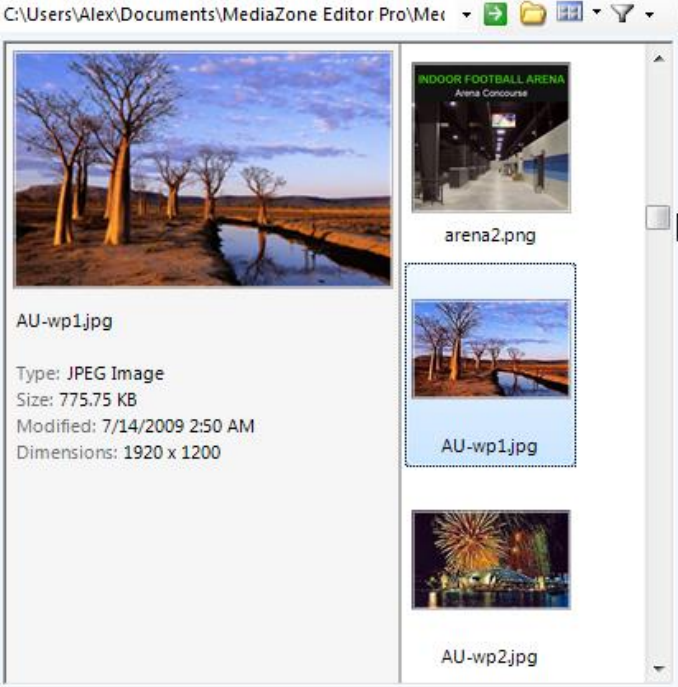 C:\Users\Alex\Documents\MediaZone Editor Pro\Med
INDOOR FOOTBALL ARENA
Arena Concourse
arena2.png
AU-wp1.jpg
Type: JPEG Image
Size: 775.75 KB
Modified: 7/14/2009 2:50 AM
Dimensions: 1920 x 1200
AU-wp1.jpg
AU-wp2.jpg